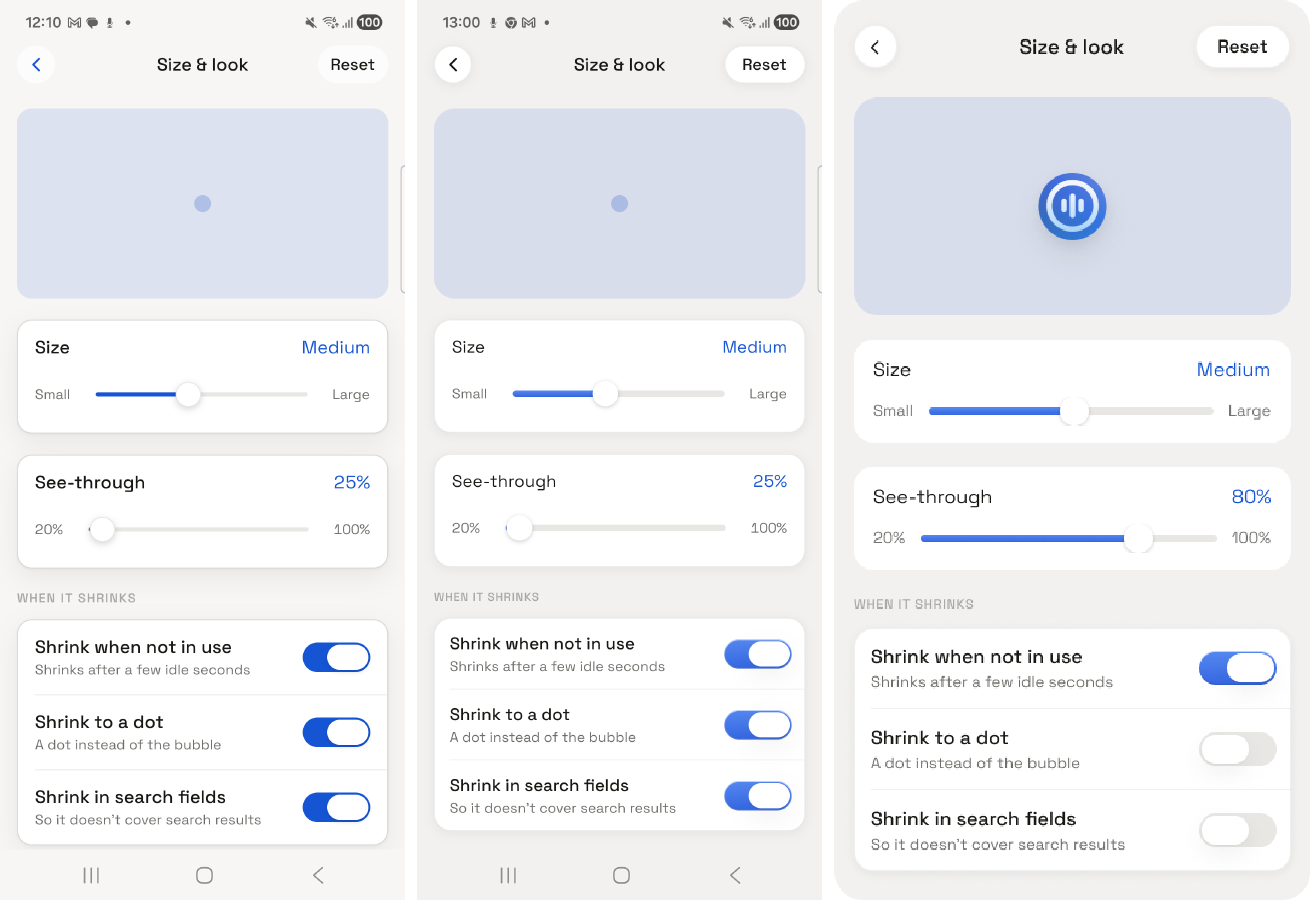 12:10
100
Size & look
Reset
Size
Medium
Small
Large
See-through
25%
20%
100%
WHEN IT SHRINKS
Shrink when not in use
Shrinks after a few idle seconds
Shrink to a dot
A dot instead of the bubble
Shrink in search fields
So it doesn't cover search results
13:00
100
Size & look
Reset
Size
Medium
Small
Large
See-through
25%
20%
100%
WHEN IT SHRINKS
Shrink when not in use
Shrinks after a few idle seconds
Shrink to a dot
A dot instead of the bubble
Shrink in search fields
So it doesn't cover search results
Size & look
Reset
Size
Medium
Small
Large
See-through
80%
20%
100%
WHEN IT SHRINKS
Shrink when not in use
Shrinks after a few idle seconds
Shrink to a dot
A dot instead of the bubble
Shrink in search fields
So it doesn't cover search results